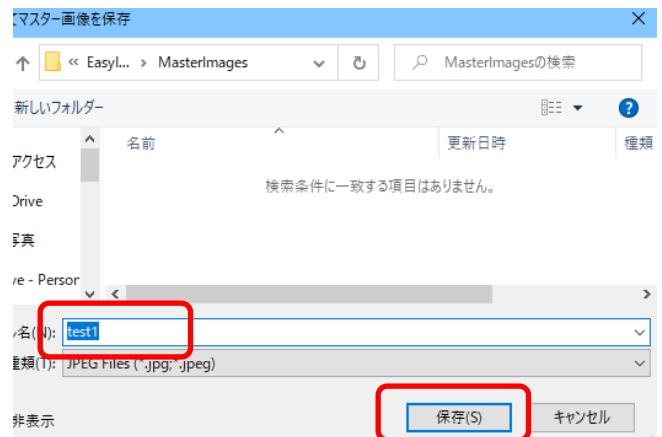 てマスター画像を保存
« EasyI... › MasterImages
MasterImagesの検索
新しいフォルダー
名前
更新日時
種類
アクセス
検索条件に一致する項目はありません。
Drive
写真
ve - Person
ル名(N): test1
種類(T): JPEG Files (*.jpg;*.jpeg)
非表示
保存(S)
キャンセル